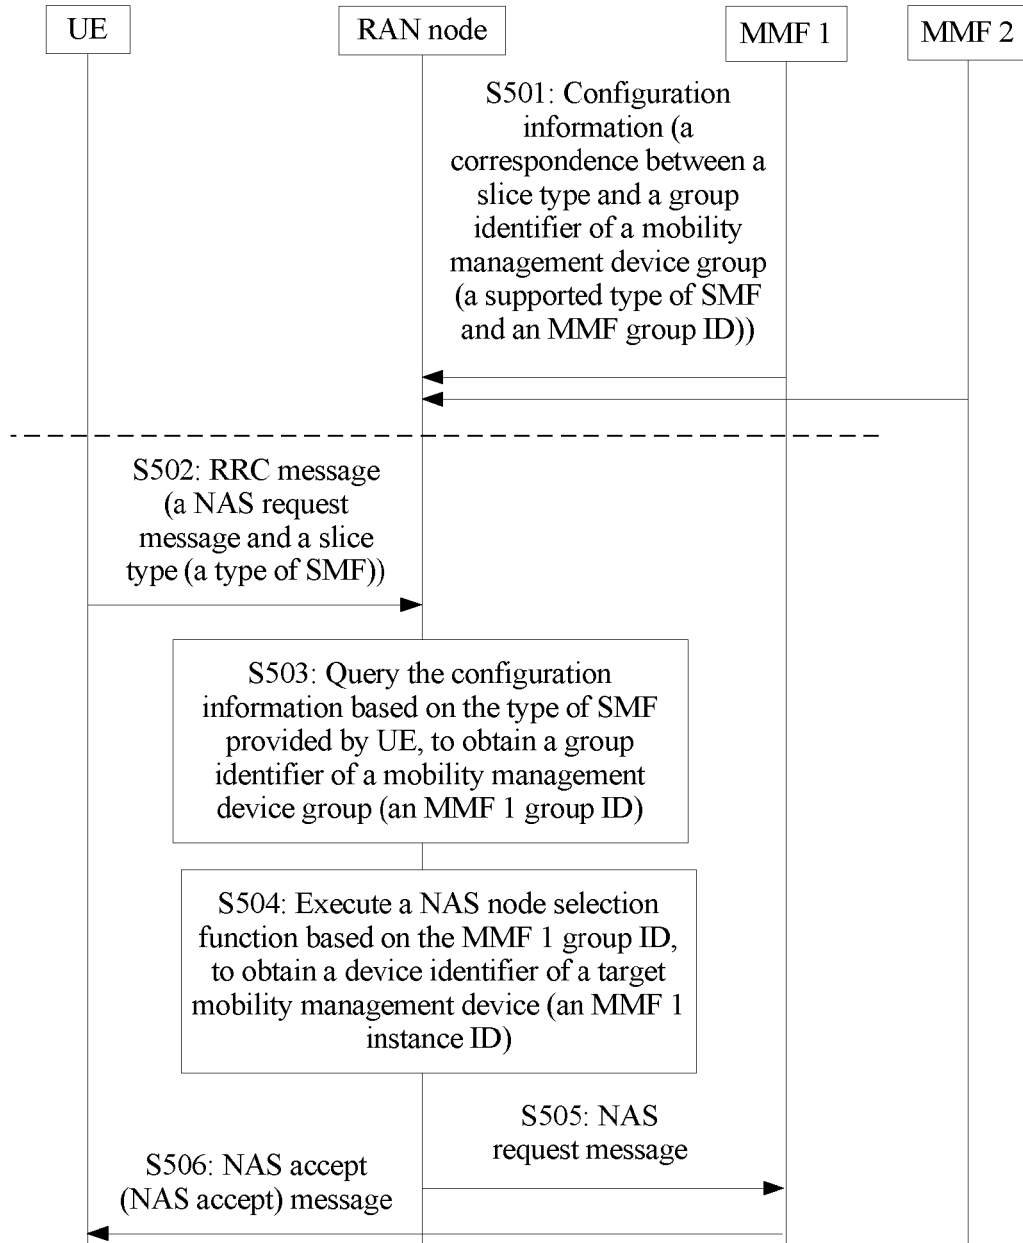 UE
RAN node
MMF 1
MMF 2
S501: Configuration
information (a
correspondence between a
slice type and a group
identifier of a mobility
management device group
(a supported type of SMF
and an MMF group ID))
S502: RRC message
(a NAS request
message and a slice
type (a type of SMF))
S503: Query the configuration
information based on the type of SMF
provided by UE, to obtain a group
identifier of a mobility management
device group (an MMF 1 group ID)
S504: Execute a NAS node selection
function based on the MMF 1 group ID,
to obtain a device identifier of a target
mobility management device (an MMF 1
instance ID)
S505: NAS
request message
S506: NAS accept
(NAS accept) message